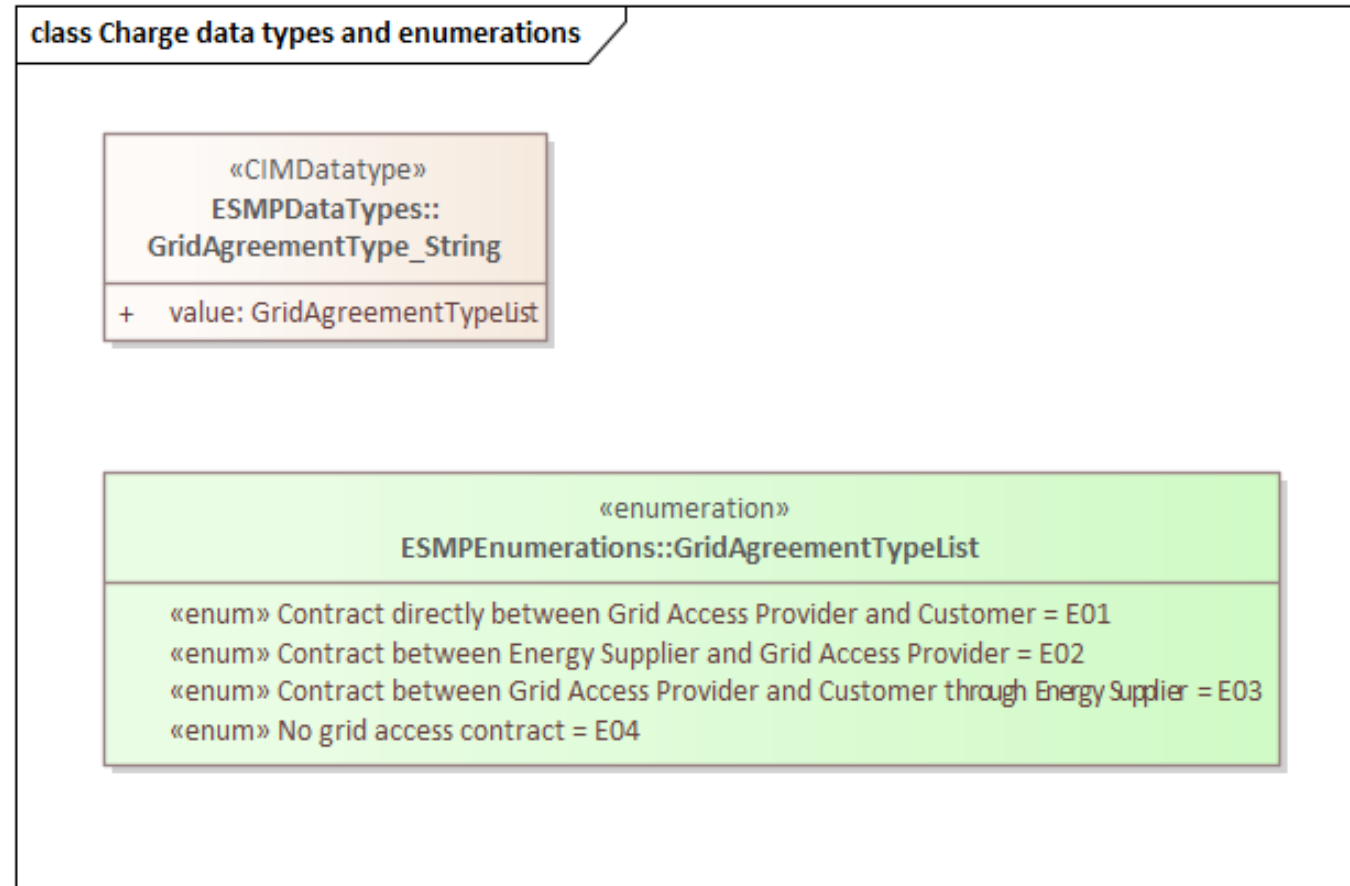 class Charge data types and enumerations
«CIMDatatype»
ESMPDataTypes::
GridAgreementType_String
+ value: GridAgreementTypeList
«enumeration»
ESMPEnumerations::GridAgreementTypeList
«enum» Contract directly between Grid Access Provider and Customer = E01
«enum» Contract between Energy Supplier and Grid Access Provider = E02
«enum» Contract between Grid Access Provider and Customer through Energy Supplier = E03
«enum» No grid access contract = E04